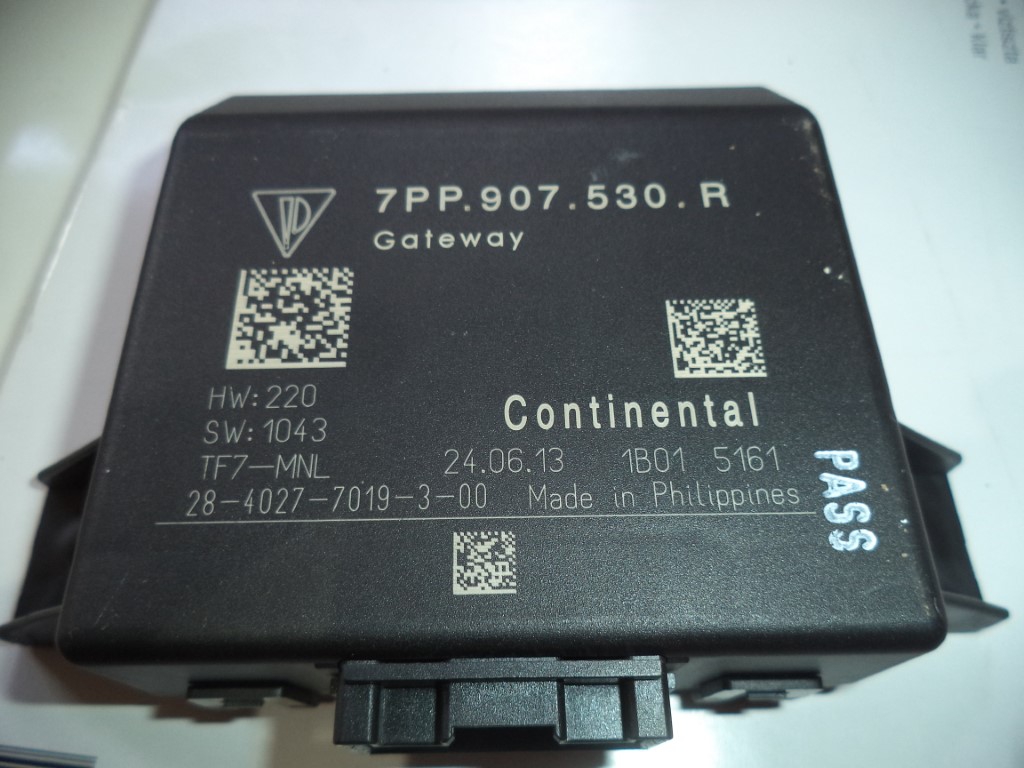 7PP.907.530.R
Gateway
HW: 220
SW: 1043
Continental
TF7-MNL 24.06.13 1B01 5161
28-4027-7019-3-00 Made in Philippines
PASS